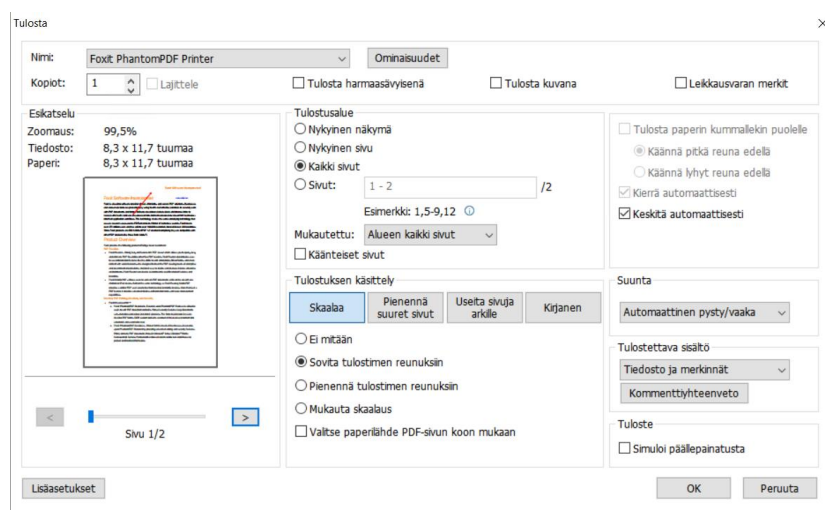 Tulosta
Nimi: Foxit PhantomPDF Printer Ominaisuudet
Kopiot: 1 Lajittele Tulosta harmaasävyisenä Tulosta kuvana Leikkausvaran merkit
Esikatselu
Zoomaus: 99,5%
Tiedosto: 8,3 x 11,7 tuumaa
Paperi: 8,3 x 11,7 tuumaa
< >
Sivu 1/2
Tulostusalue
Nykyinen näkymä
Nykyinen sivu
Kaikki sivut
Sivut: 1 - 2 /2
Esimerkki: 1,5-9,12
Mukautettu: Alueen kaikki sivut
Käänteiset sivut
Tulostuksen käsittely
Skaalaa
Pienennä suuret sivut
Useita sivuja arkille
Kirjanen
Ei mitään
Sovita tulostimen reunuksiin
Pienennä tulostimen reunuksiin
Mukauta skaalaus
Valitse paperilähde PDF-sivun koon mukaan
Tulosta paperin kummallekin puolelle
Käännä pitkä reuna edellä
Käännä lyhyt reuna edellä
Kierrä automaattisesti
Keskitä automaattisesti
Suunta
Automaattinen pysty/vaaka
Tulostettava sisältö
Tiedosto ja merkinnät
Kommenttiyhteenveto
Tuloste
Simuloi päällepainatusta
Lisäasetukset OK Peruuta